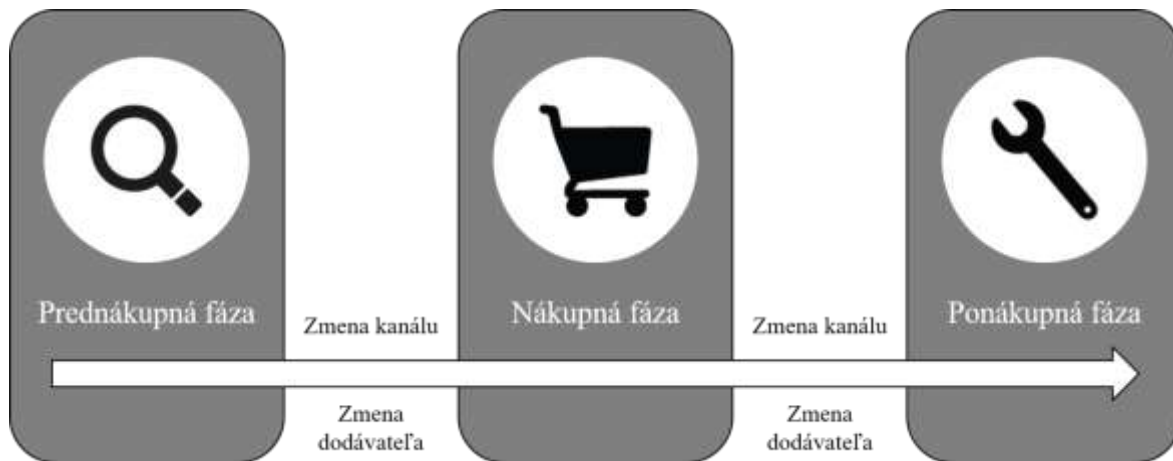 Prednákupná fáza
Zmena kanálu
Nákupná fáza
Zmena kanálu
Ponákupná fáza
Zmena
dodávateľa
Zmena
dodávateľa